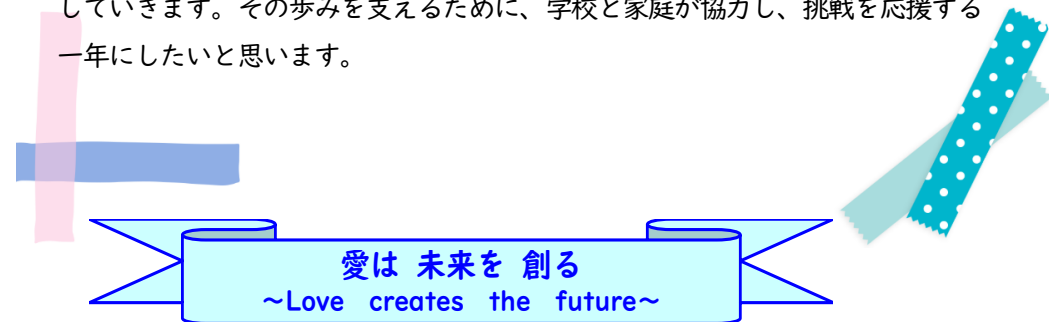 していきます。その歩みを支えるために、学校と家庭が協力し、挑戦を応援する
一年にしたいと思います。
愛は 未来を 創る
~Love creates the future~